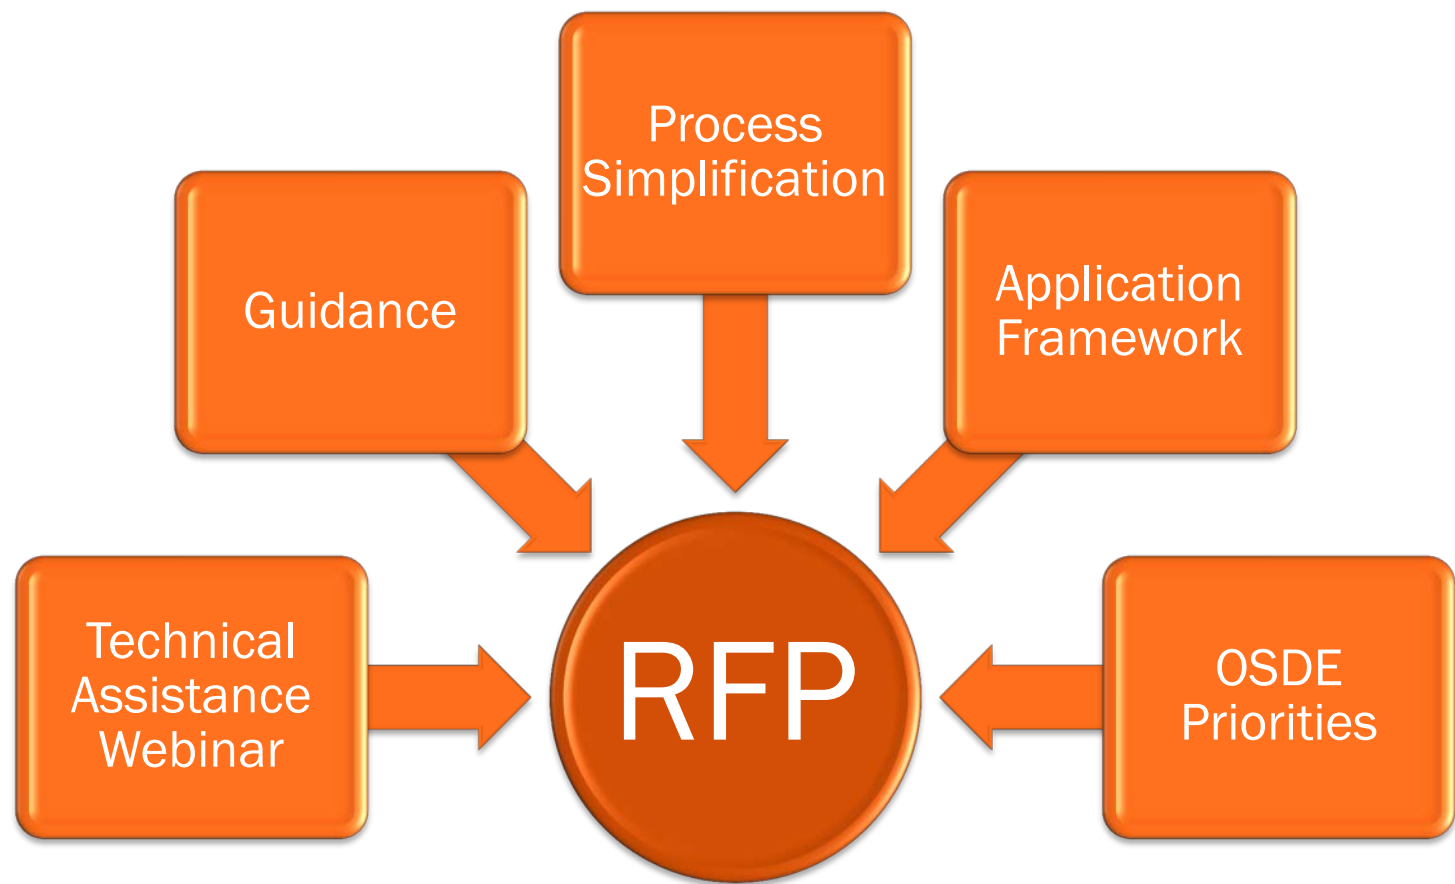 Process
Simplification
Guidance
Application
Framework
Technical
Assistance
Webinar
RFP
OSDE
Priorities